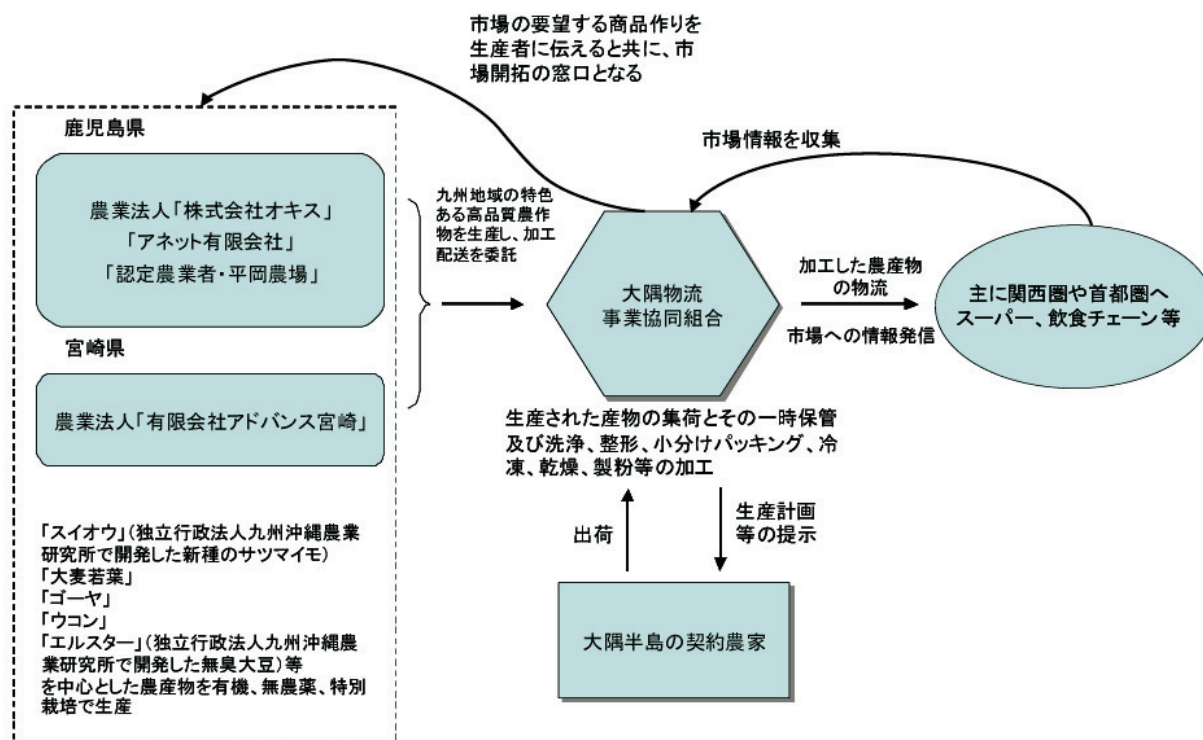 市場の要望する商品作りを
生産者に伝えると共に、市
場開拓の窓口となる
鹿児島県
農業法人「株式会社オキス」
「アネット有限会社」
「認定農業者・平岡農場」
宮崎県
農業法人「有限会社アドバンス宮崎」
「スイオウ」(独立行政法人九州沖縄農業
研究所で開発した新種のサツマイモ)
「大麦若葉」
「ゴーヤ」
「ウコン」
「エルスター」(独立行政法人九州沖縄農
業研究所で開発した無臭大豆)等
を中心とした農産物を有機、無農薬、特別
栽培で生産
九州地域の特色
ある高品質農作
物を生産し、加工
配送を委託
大隅物流
事業協同組合
生産された産物の集荷とその一時保管
及び洗浄、整形、小分けパッキング、冷
凍、乾燥、製粉等の加工
出荷
生産計画
等の提示
大隅半島の契約農家
市場情報を収集
加工した農産物
の物流
市場への情報発信
主に関西圏や首都圏へ
スーパー、飲食チェーン等